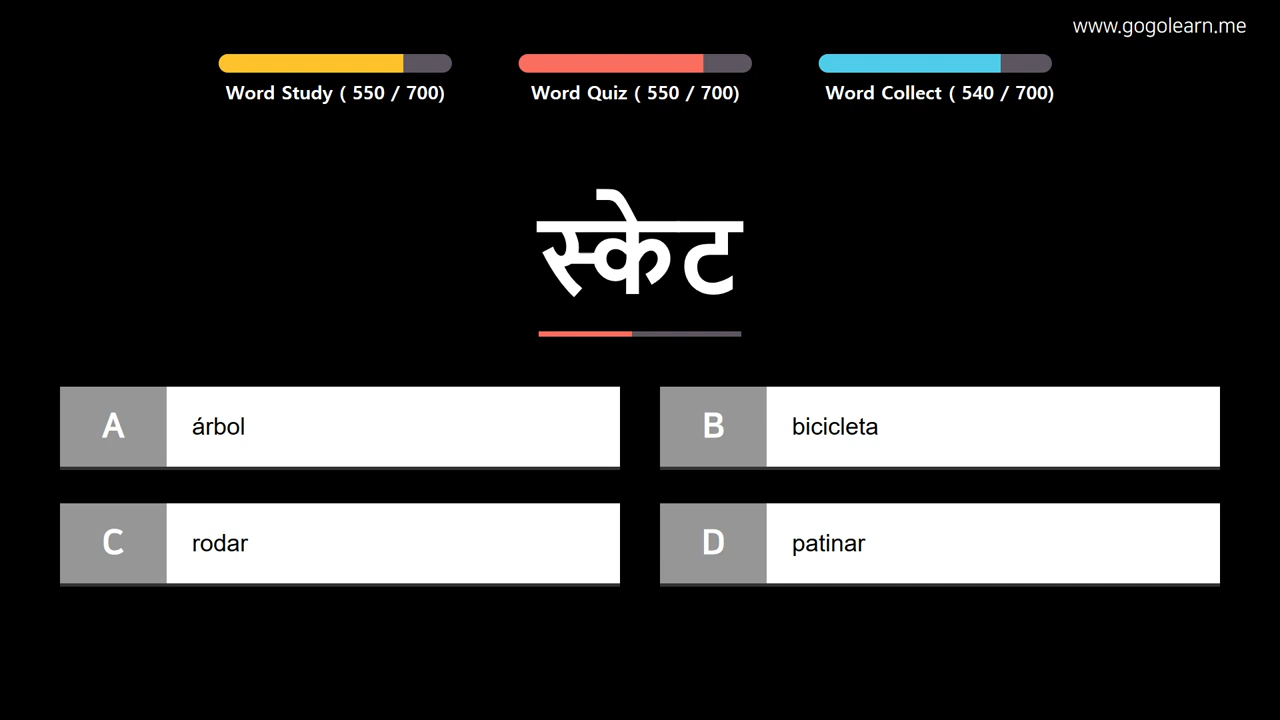 www.gogolearn.me
Word Study ( 550 / 700)
Word Quiz ( 550 / 700)
Word Collect ( 540 / 700)
स्केट
A árbol
B bicicleta
C rodar
D patinar